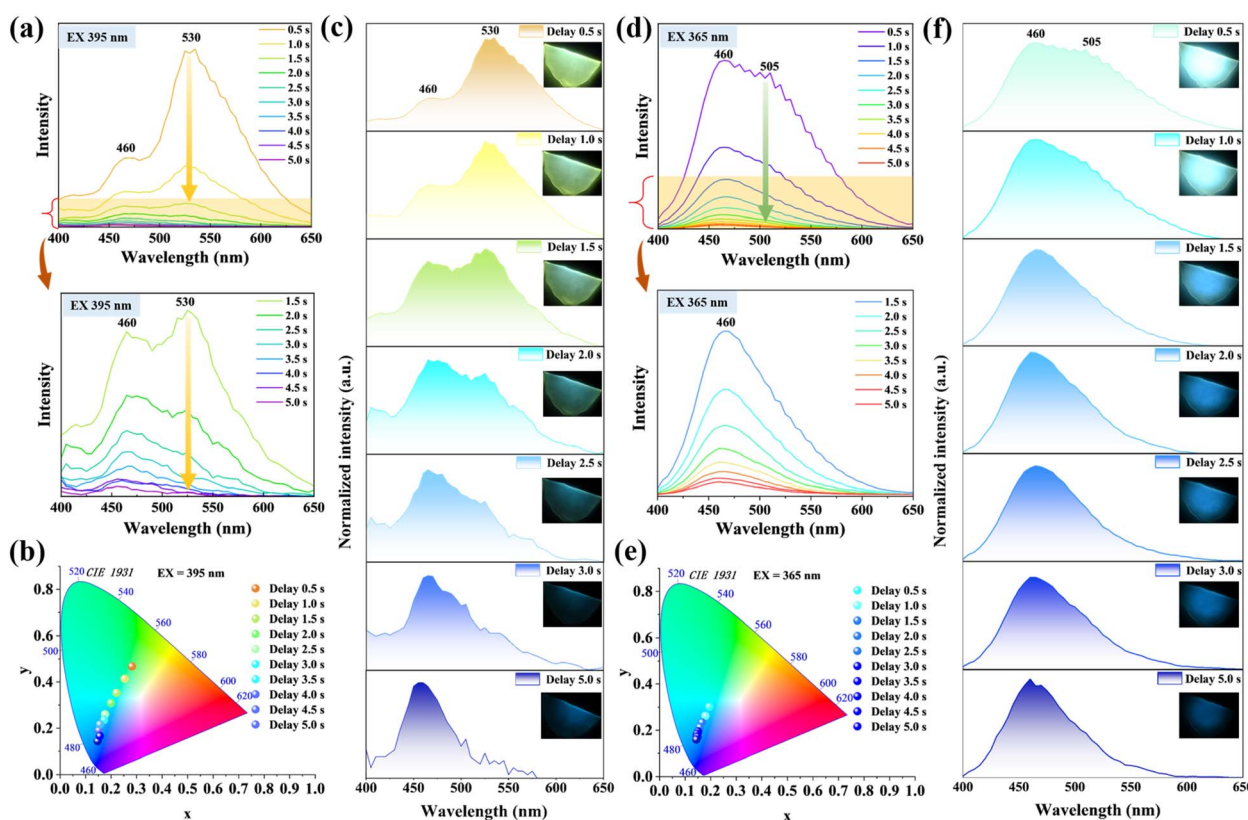 (a)
EX 395 nm
530
460
0.5 s
1.0 s
1.5 s
2.0 s
2.5 s
3.0 s
3.5 s
4.0 s
4.5 s
5.0 s
Intensity
400 450 500 550 600 650
Wavelength (nm)
EX 395 nm
530
460
1.5 s
2.0 s
2.5 s
3.0 s
3.5 s
4.0 s
4.5 s
5.0 s
Intensity
400 450 500 550 600 650
Wavelength (nm)
(b)
CIE 1931
EX = 395 nm
520
540
560
580
600
620
500
480
460
Delay 0.5 s
Delay 1.0 s
Delay 1.5 s
Delay 2.0 s
Delay 2.5 s
Delay 3.0 s
Delay 3.5 s
Delay 4.0 s
Delay 4.5 s
Delay 5.0 s
0.8
0.6
0.4
0.2
0.0
y
0.0 0.1 0.2 0.3 0.4 0.5 0.6 0.7 0.8 0.9 1.0
x
(c)
530
460
Delay 0.5 s
Delay 1.0 s
Delay 1.5 s
Delay 2.0 s
Delay 2.5 s
Delay 3.0 s
Delay 5.0 s
Normalized intensity (a.u.)
400 450 500 550 600 650
Wavelength (nm)
(d)
EX 365 nm
460
505
0.5 s
1.0 s
1.5 s
2.0 s
2.5 s
3.0 s
3.5 s
4.0 s
4.5 s
5.0 s
Intensity
400 450 500 550 600 650
Wavelength (nm)
EX 365 nm
460
1.5 s
2.0 s
2.5 s
3.0 s
3.5 s
4.0 s
4.5 s
5.0 s
Intensity
400 450 500 550 600 650
Wavelength (nm)
(e)
CIE 1931
EX = 365 nm
520
540
560
580
600
620
500
480
460
Delay 0.5 s
Delay 1.0 s
Delay 1.5 s
Delay 2.0 s
Delay 2.5 s
Delay 3.0 s
Delay 3.5 s
Delay 4.0 s
Delay 4.5 s
Delay 5.0 s
0.8
0.6
0.4
0.2
0.0
y
0.0 0.1 0.2 0.3 0.4 0.5 0.6 0.7 0.8 0.9 1.0
x
(f)
460
505
Delay 0.5 s
Delay 1.0 s
Delay 1.5 s
Delay 2.0 s
Delay 2.5 s
Delay 3.0 s
Delay 5.0 s
Normalized intensity (a.u.)
400 450 500 550 600 650
Wavelength (nm)